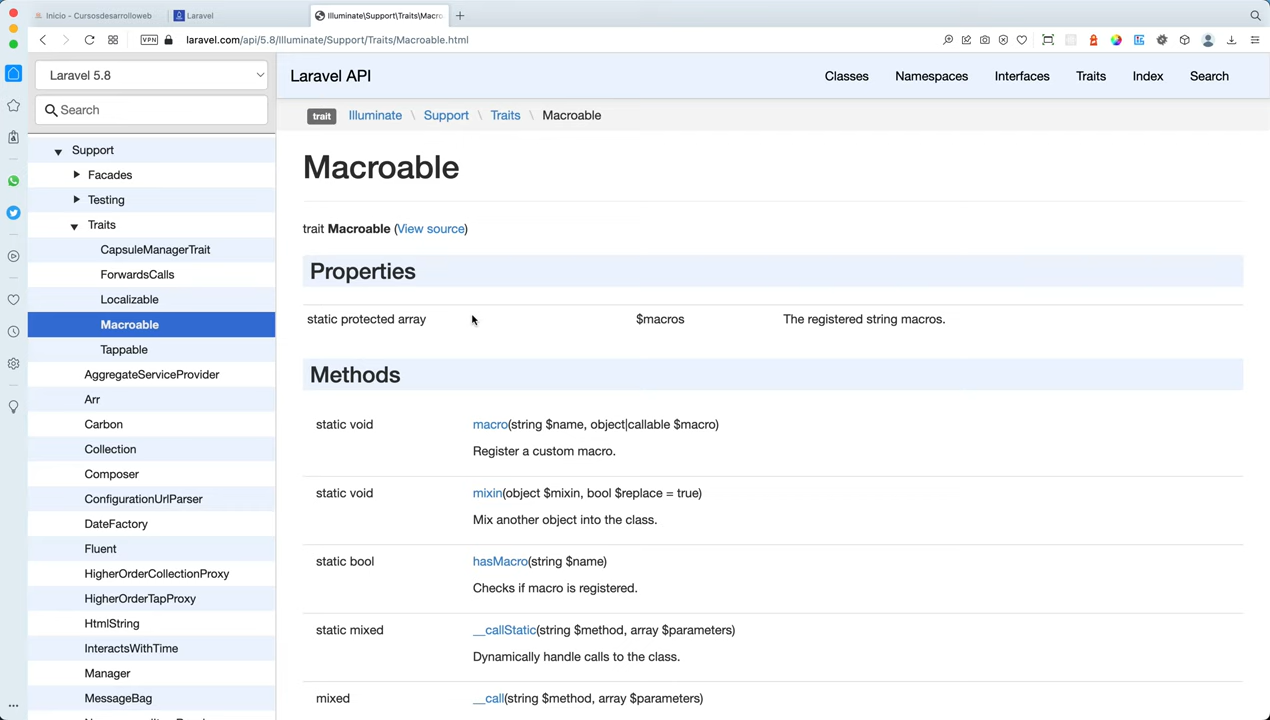 Inicio - Cursosdesarrolloweb
Laravel
Illuminate\Support\Traits\Macro
VPN laravel.com/api/5.8/Illuminate/Support/Traits/Macroable.html
Laravel 5.8
Search
Support
Facades
Testing
Traits
CapsuleManagerTrait
ForwardsCalls
Localizable
Macroable
Tappable
AggregateServiceProvider
Arr
Carbon
Collection
Composer
ConfigurationUrlParser
DateFactory
Fluent
HigherOrderCollectionProxy
HigherOrderTapProxy
HtmlString
InteractsWithTime
Manager
MessageBag
Laravel API
Classes Namespaces Interfaces Traits Index Search
trait Illuminate \ Support \ Traits \ Macroable
Macroable
trait Macroable (View source)
Properties
static protected array $macros The registered string macros.
Methods
static void macro(string $name, object|callable $macro)
Register a custom macro.
static void mixin(object $mixin, bool $replace = true)
Mix another object into the class.
static bool hasMacro(string $name)
Checks if macro is registered.
static mixed __callStatic(string $method, array $parameters)
Dynamically handle calls to the class.
mixed __call(string $method, array $parameters)